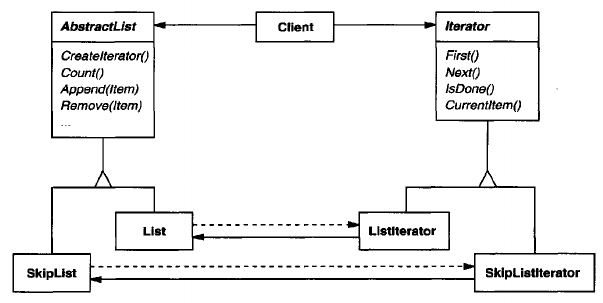 AbstractList
Client
Iterator
CreateIterator()
Count()
Append(Item)
Remove(Item)
...
First()
Next()
IsDone()
CurrentItem()
List
ListIterator
SkipList
SkipListIterator